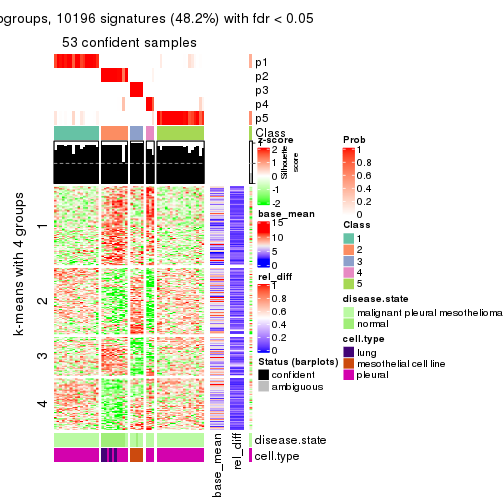 ogroups, 10196 signatures (48.2%) with fdr < 0.05
53 confident samples
p1
p2
p3
p4
p5
Class
Silhouette
score
k-means with 4 groups
1
2
3
4
base_mean
rel_diff
disease.state
cell.type
z-score
2
1
0
-1
-2
base_mean
15
10
5
0
rel_diff
1
0.8
0.6
0.4
0.2
0
Status (barplots)
confident
ambiguous
Prob
1
0.8
0.6
0.4
0.2
0
Class
1
2
3
4
5
disease.state
malignant pleural mesothelioma
normal
cell.type
lung
mesothelial cell line
pleural